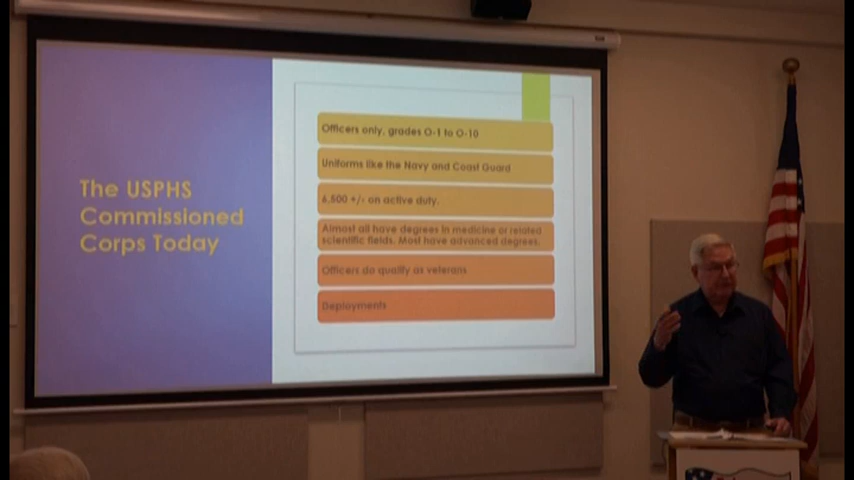 The USPHS
Commissioned
Corps Today
Officers only, grades O-1 to O-10
Uniforms like the Navy and Coast Guard
6,500 +/- on active duty.
Almost all have degrees in medicine or related
scientific fields. Most have advanced degrees.
Officers do qualify as veterans
Deployments